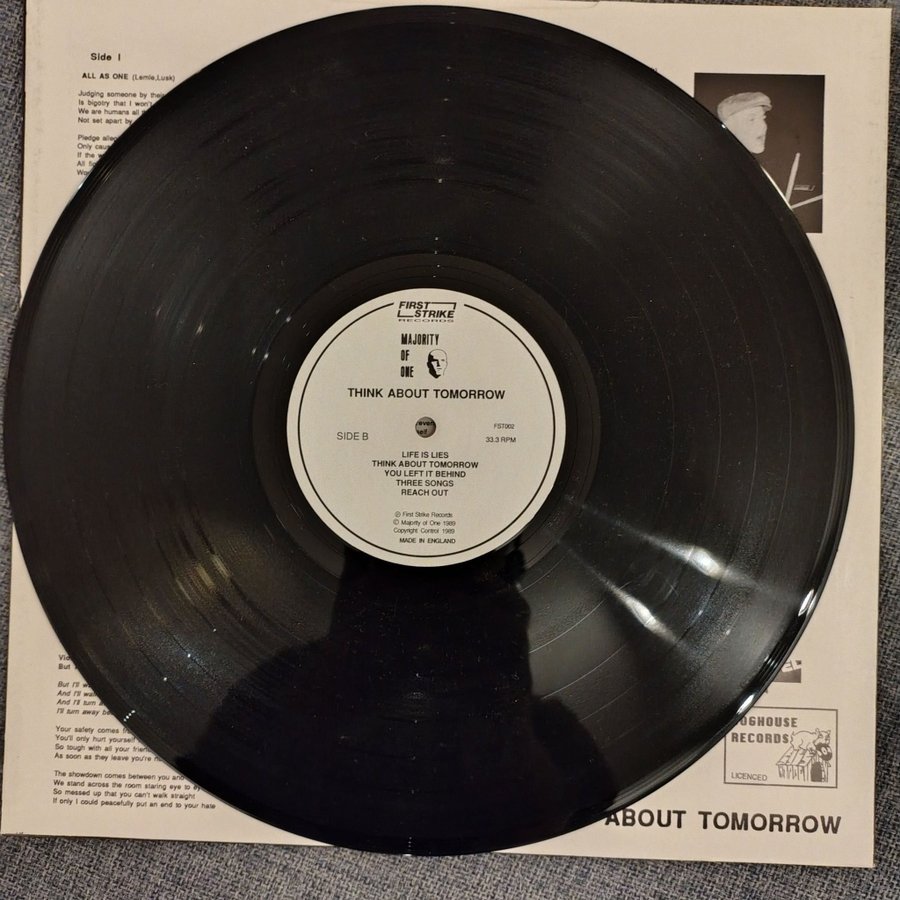 Side I
ALL AS ONE (Lemle,Lusk)
Judging someone by their
Is bigotry that I won't
We are humans all
Not set apart by
Pledge
Only
If the
All
FIRST STRIKE
RECORDS
MAJORITY
OF
ONE
THINK ABOUT TOMORROW
SIDE B
FST002
33.3 RPM
LIFE IS LIES
THINK ABOUT TOMORROW
YOU LEFT IT BEHIND
THREE SONGS
REACH OUT
℗ First Strike Records
© Majority of One 1989
Copyright Control 1989
MADE IN ENGLAND
But
But I'll
And I'll
And I'll turn
I'll turn away
Your safety comes
You'll only hurt yourself
So tough with all your
As soon as they leave you're
The showdown comes between you and
We stand across the room staring eye to
So messed up that you can't walk straight
If only I could peacefully put an end to your hate
OGHOUSE
RECORDS
LICENCED
ABOUT TOMORROW